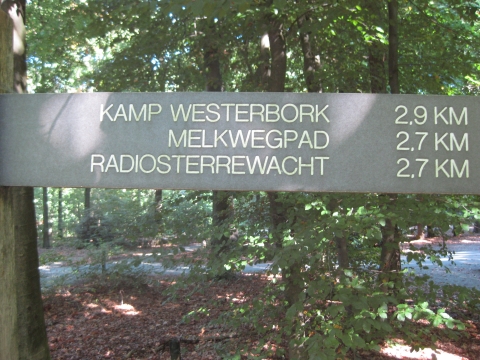 KAMP WESTERBORK 2,9 KM
MELKWEGPAD 2,7 KM
RADIOSTERREWACHT 2,7 KM